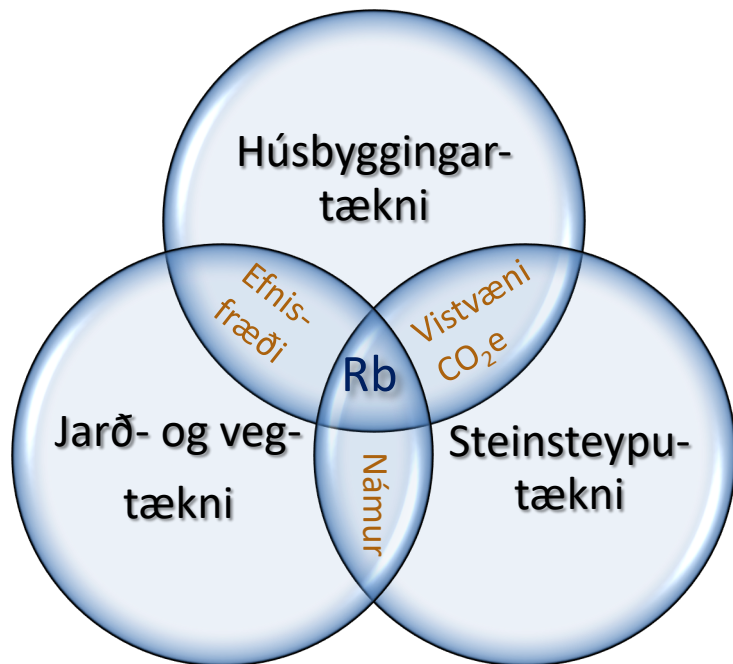 Húsbyggingar-
tækni
Efnis-
fræði
Vistvæni
CO₂e
Rb
Jarð- og veg-
tækni
Steinsteypu-
tækni
Námur